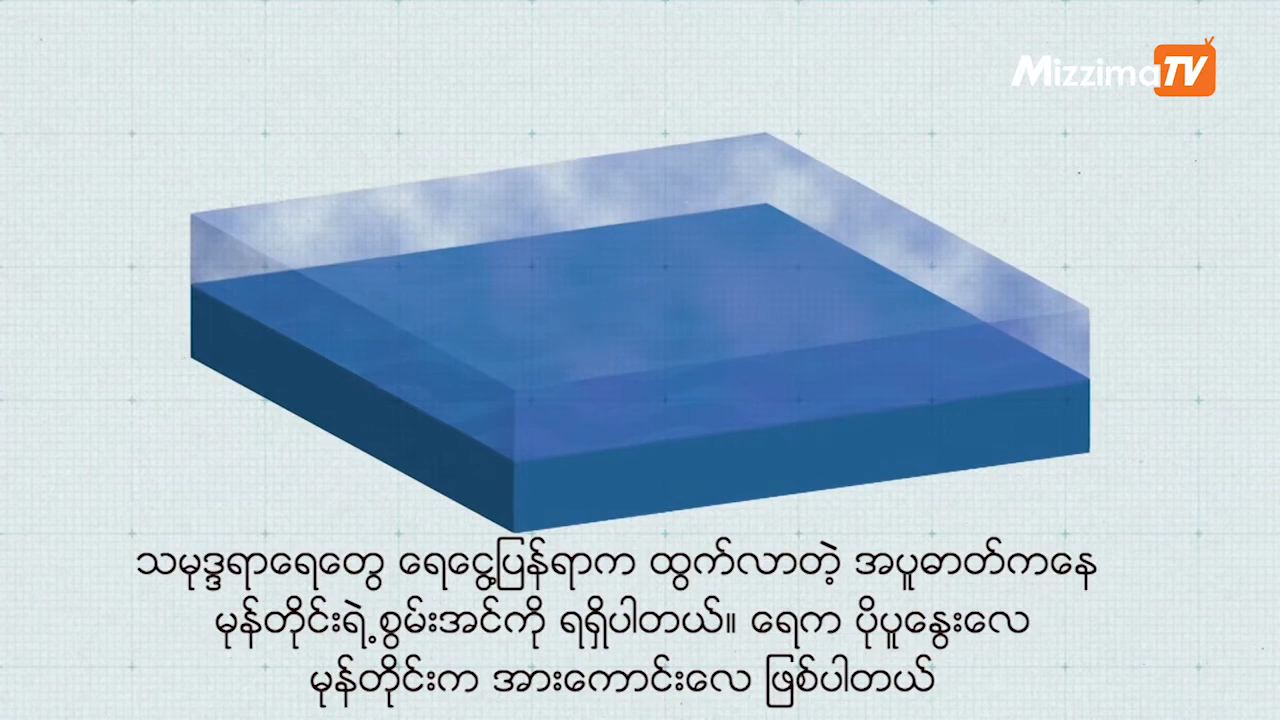 Mizzima TV
သမုဒ္ဒရာရေတွေ ရေငွေ့ပြန်ရာက ထွက်လာတဲ့ အပူဓာတ်ကနေ
မုန်တိုင်းရဲ့စွမ်းအင်ကို ရရှိပါတယ်။ ရေက ပိုပူနွေးလေ
မုန်တိုင်းက အားကောင်းလေ ဖြစ်ပါတယ်